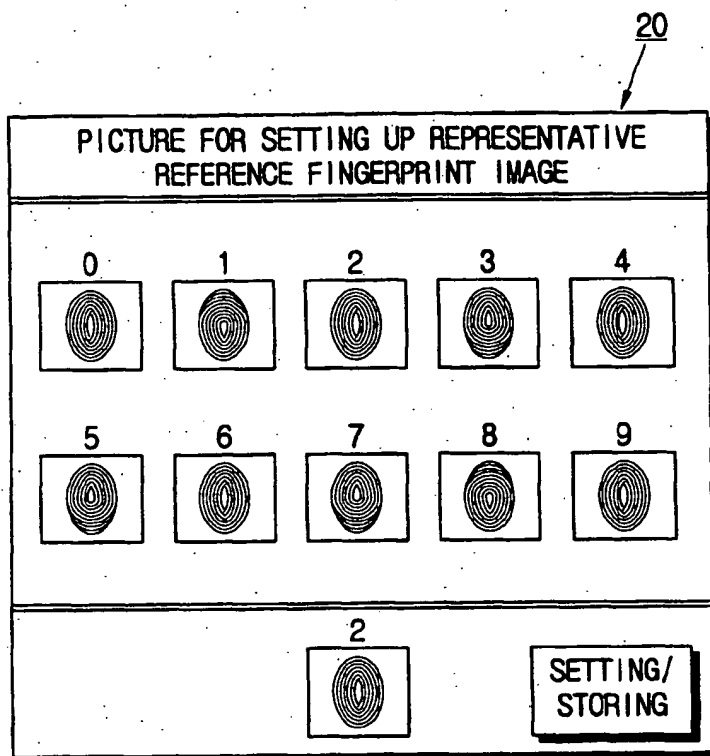 20
PICTURE FOR SETTING UP REPRESENTATIVE
REFERENCE FINGERPRINT IMAGE
0 1 2 3 4
5 6 7 8 9
2
SETTING/
STORING